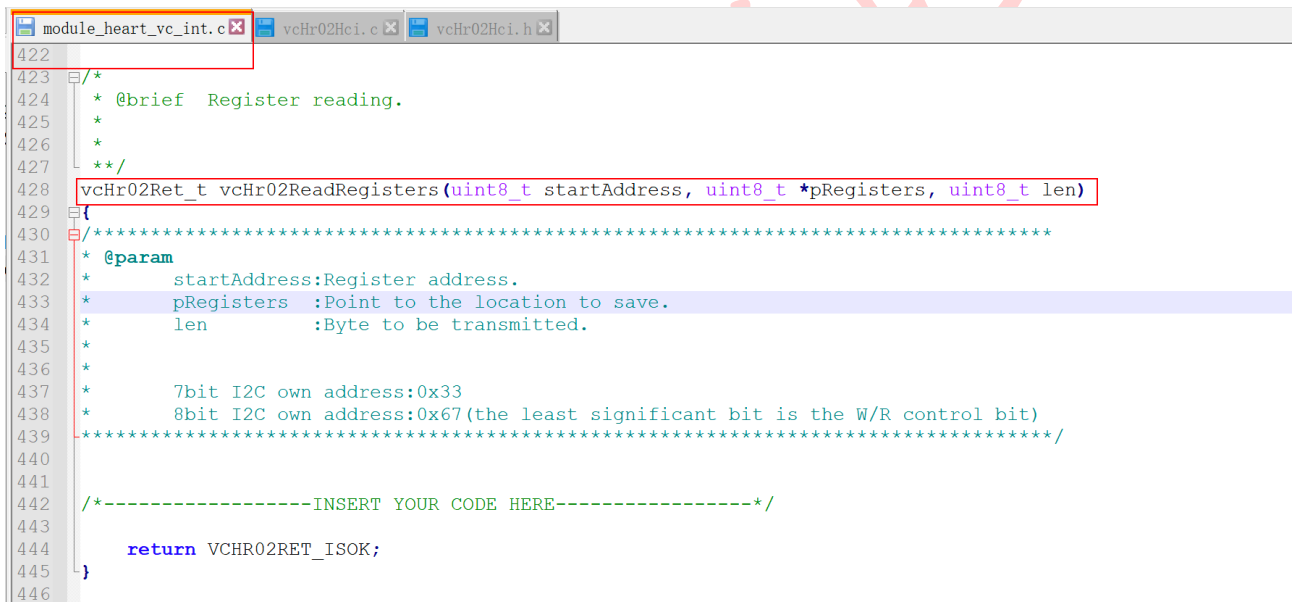 module_heart_vc_int.c vcHr02Hci.c vcHr02Hci.h
422
423 /*
424 * @brief  Register reading.
425 *
426 *
427 **/
428 vcHr02Ret_t vcHr02ReadRegisters(uint8_t startAddress, uint8_t *pRegisters, uint8_t len)
429 {
430 /***********************************************************************************
431 * @param
432 *       startAddress:Register address.
433 *       pRegisters  :Point to the location to save.
434 *       len         :Byte to be transmitted.
435 *
436 *
437 *       7bit I2C own address:0x33
438 *       8bit I2C own address:0x67(the least significant bit is the W/R control bit)
439 ************************************************************************************/
440
441
442 /*------------------INSERT YOUR CODE HERE-----------------*/
443
444     return VCHR02RET_ISOK;
445 }
446